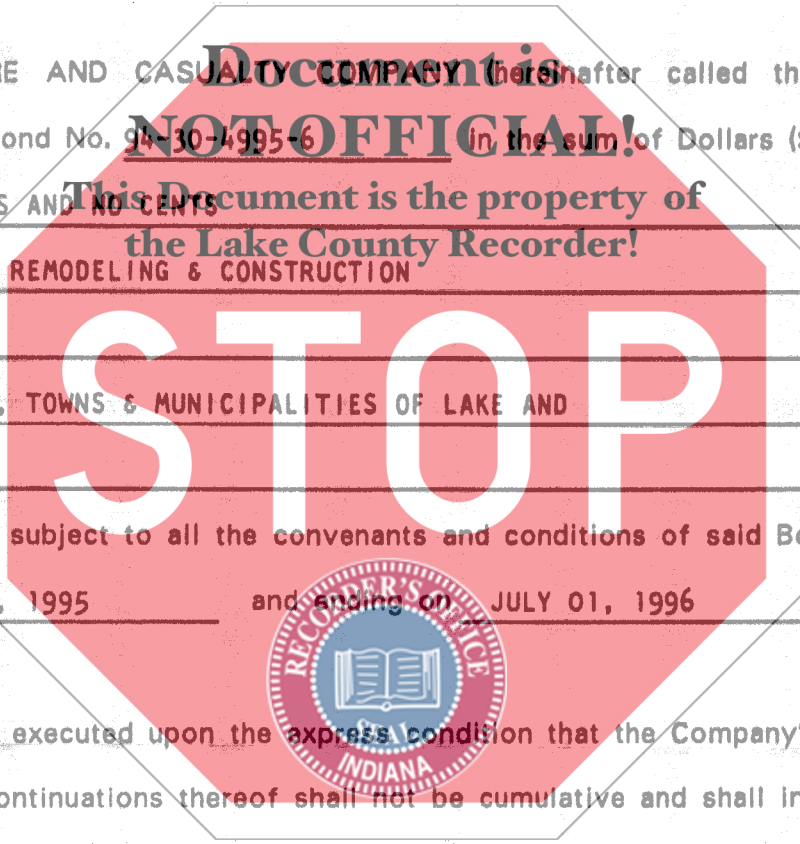 RE AND CASUALTY COMPANY (hereinafter called th
Document is
ond No. 94-30-4995-6 in the sum of Dollars ($
NOT OFFICIAL!
S AND NO CENTS
This Document is the property of
the Lake County Recorder!
REMODELING & CONSTRUCTION
STOP
, TOWNS & MUNICIPALITIES OF LAKE AND
subject to all the convenants and conditions of said Bo
, 1995 and ending on JULY 01, 1996
RECORDER'S OFFICE
SEAL
INDIANA
executed upon the express condition that the Company'
ontinuations thereof shall not be cumulative and shall in